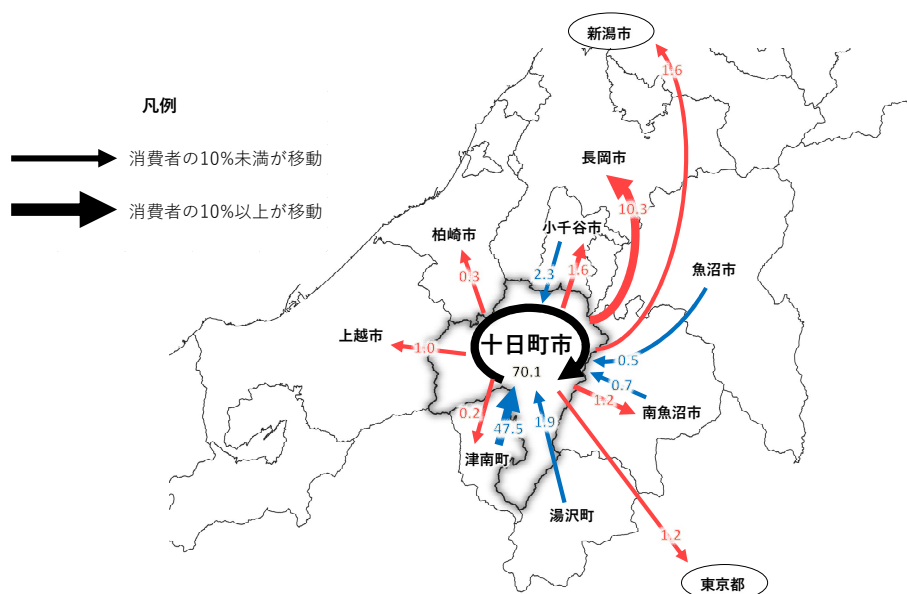 新潟市
1.6
凡例
消費者の10%未満が移動
長岡市
消費者の10%以上が移動
10.3
柏崎市
小千谷市
魚沼市
0.3
2.3
1.6
上越市
1.0
十日町市
70.1
0.5
0.7
1.2
南魚沼市
0.2
47.5
1.9
津南町
湯沢町
1.2
東京都